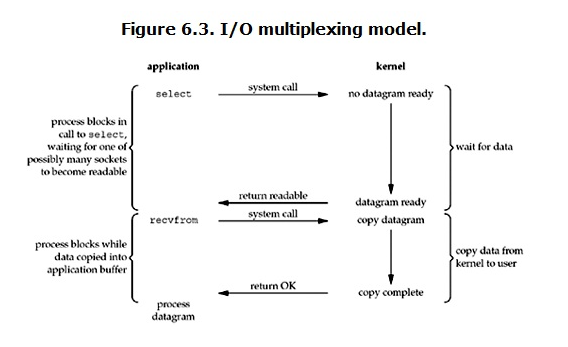 Figure 6.3. I/O multiplexing model.
application
kernel
select
system call
no datagram ready
process blocks in
call to select,
waiting for one of
possibly many sockets
to become readable
wait for data
return readable
datagram ready
recvfrom
system call
copy datagram
process blocks while
data copied into
application buffer
copy data from
kernel to user
return OK
copy complete
process
datagram